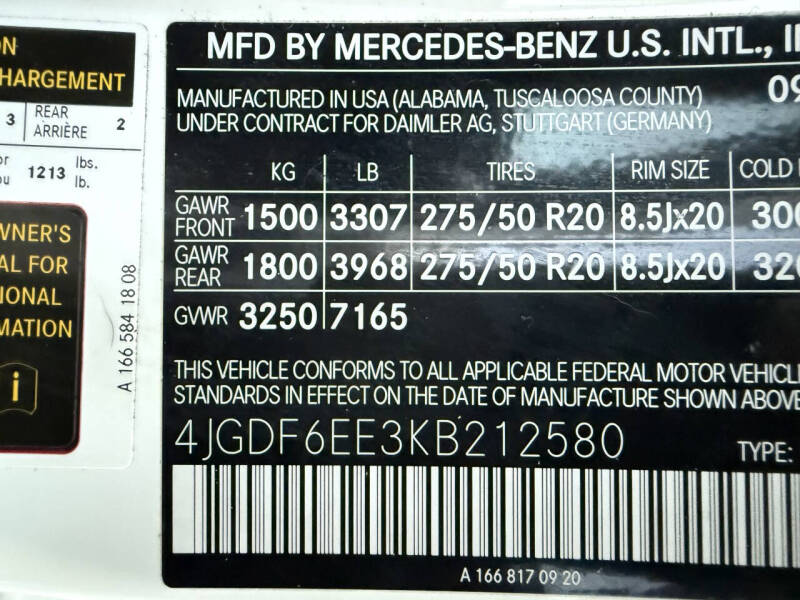 ON
HARGEMENT
3 REAR
ARRIÈRE 2
or
ou 1213 lbs.
lb.
WNER'S
AL FOR
IONAL
MATION
i
A 166 584 18 08
MFD BY MERCEDES-BENZ U.S. INTL., I
MANUFACTURED IN USA (ALABAMA, TUSCALOOSA COUNTY) 09
UNDER CONTRACT FOR DAIMLER AG, STUTTGART (GERMANY)
KG LB TIRES RIM SIZE COLD
GAWR
FRONT 1500 3307 275/50 R20 8.5Jx20 300
GAWR
REAR 1800 3968 275/50 R20 8.5Jx20 320
GVWR 3250 7165
THIS VEHICLE CONFORMS TO ALL APPLICABLE FEDERAL MOTOR VEHICL
STANDARDS IN EFFECT ON THE DATE OF MANUFACTURE SHOWN ABOVE
4JGDF6EE3KB212580 TYPE:
A 166 817 09 20